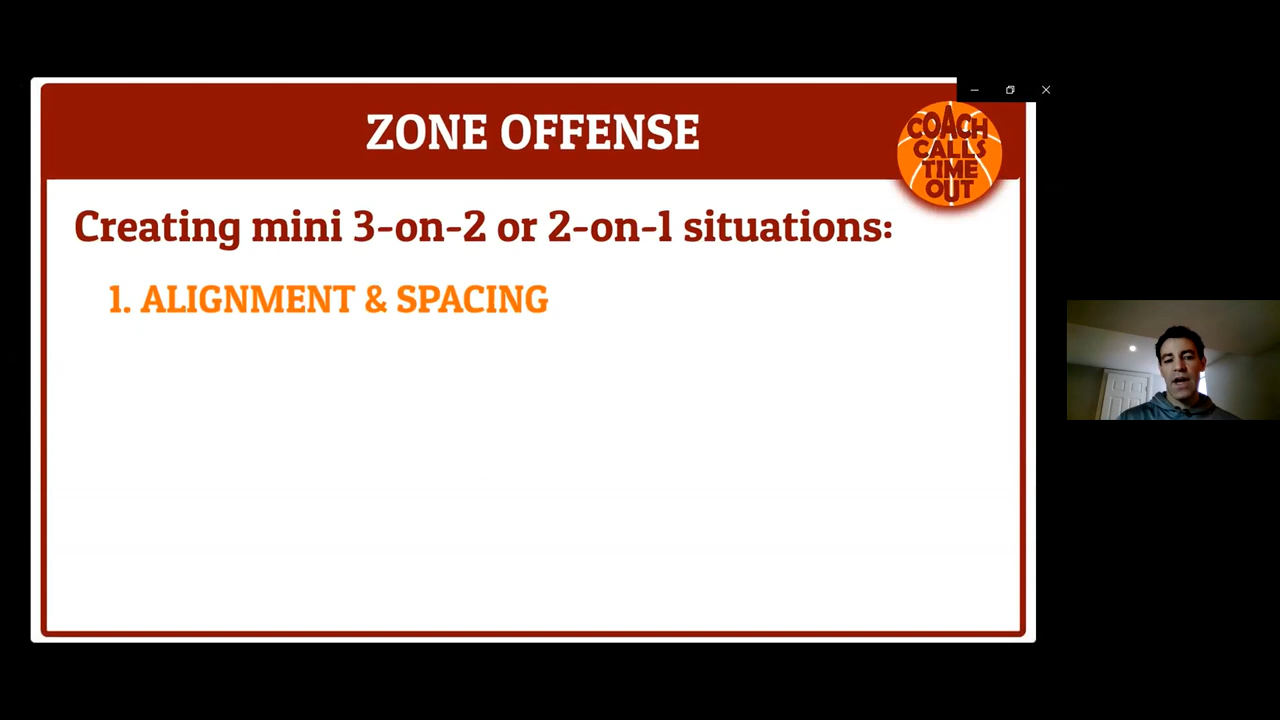 ZONE OFFENSE
COACH
CALLS
TIME
OUT
Creating mini 3-on-2 or 2-on-1 situations:
1. ALIGNMENT & SPACING